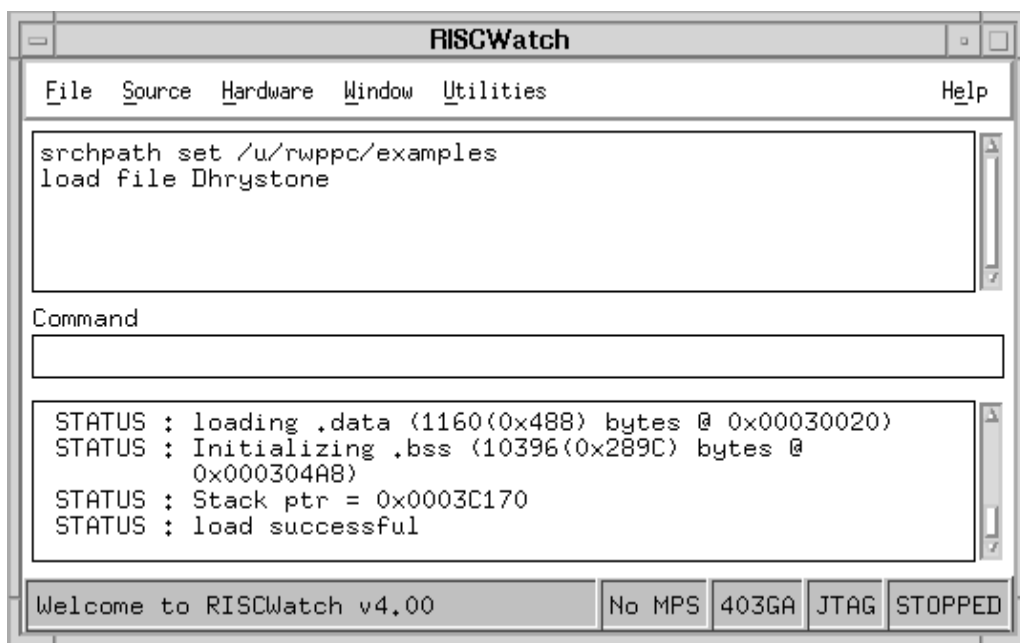 RISCWatch
File Source Hardware Window Utilities Help
srchpath set /u/rwppc/examples
load file Dhrystone
Command
STATUS : loading .data (1160(0x488) bytes @ 0x00030020)
STATUS : Initializing .bss (10396(0x289C) bytes @
0x000304A8)
STATUS : Stack ptr = 0x0003C170
STATUS : load successful
Welcome to RISCWatch v4.00 No MPS 403GA JTAG STOPPED